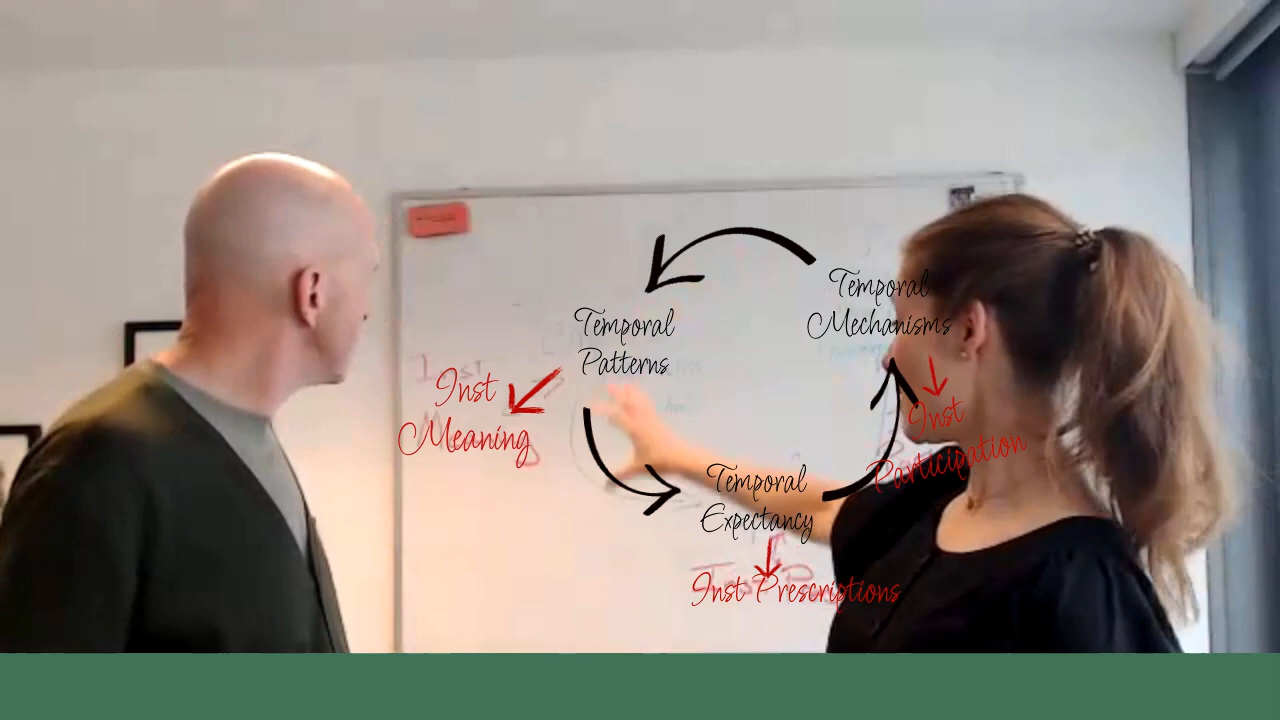 Temporal
Mechanisms
Temporal
Patterns
Inst
Meaning
Inst
Participation
Temporal
Expectancy
Inst Prescriptions